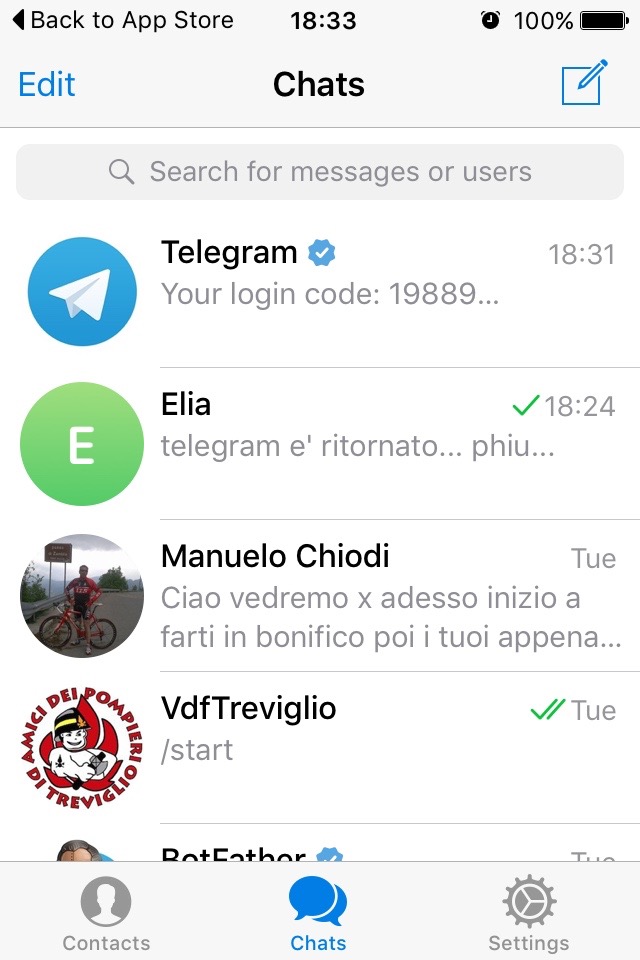 Back to App Store 18:33 100%
Edit Chats
Search for messages or users
Telegram 18:31
Your login code: 19889...
E
Elia 18:24
telegram e' ritornato... phiu...
Manuelo Chiodi Tue
Ciao vedremo x adesso inizio a
farti in bonifico poi i tuoi appena...
AMICI DEI POMPIERI
DI TREVIGLIO
VdfTreviglio Tue
/start
BotFather Tue
Contacts Chats Settings